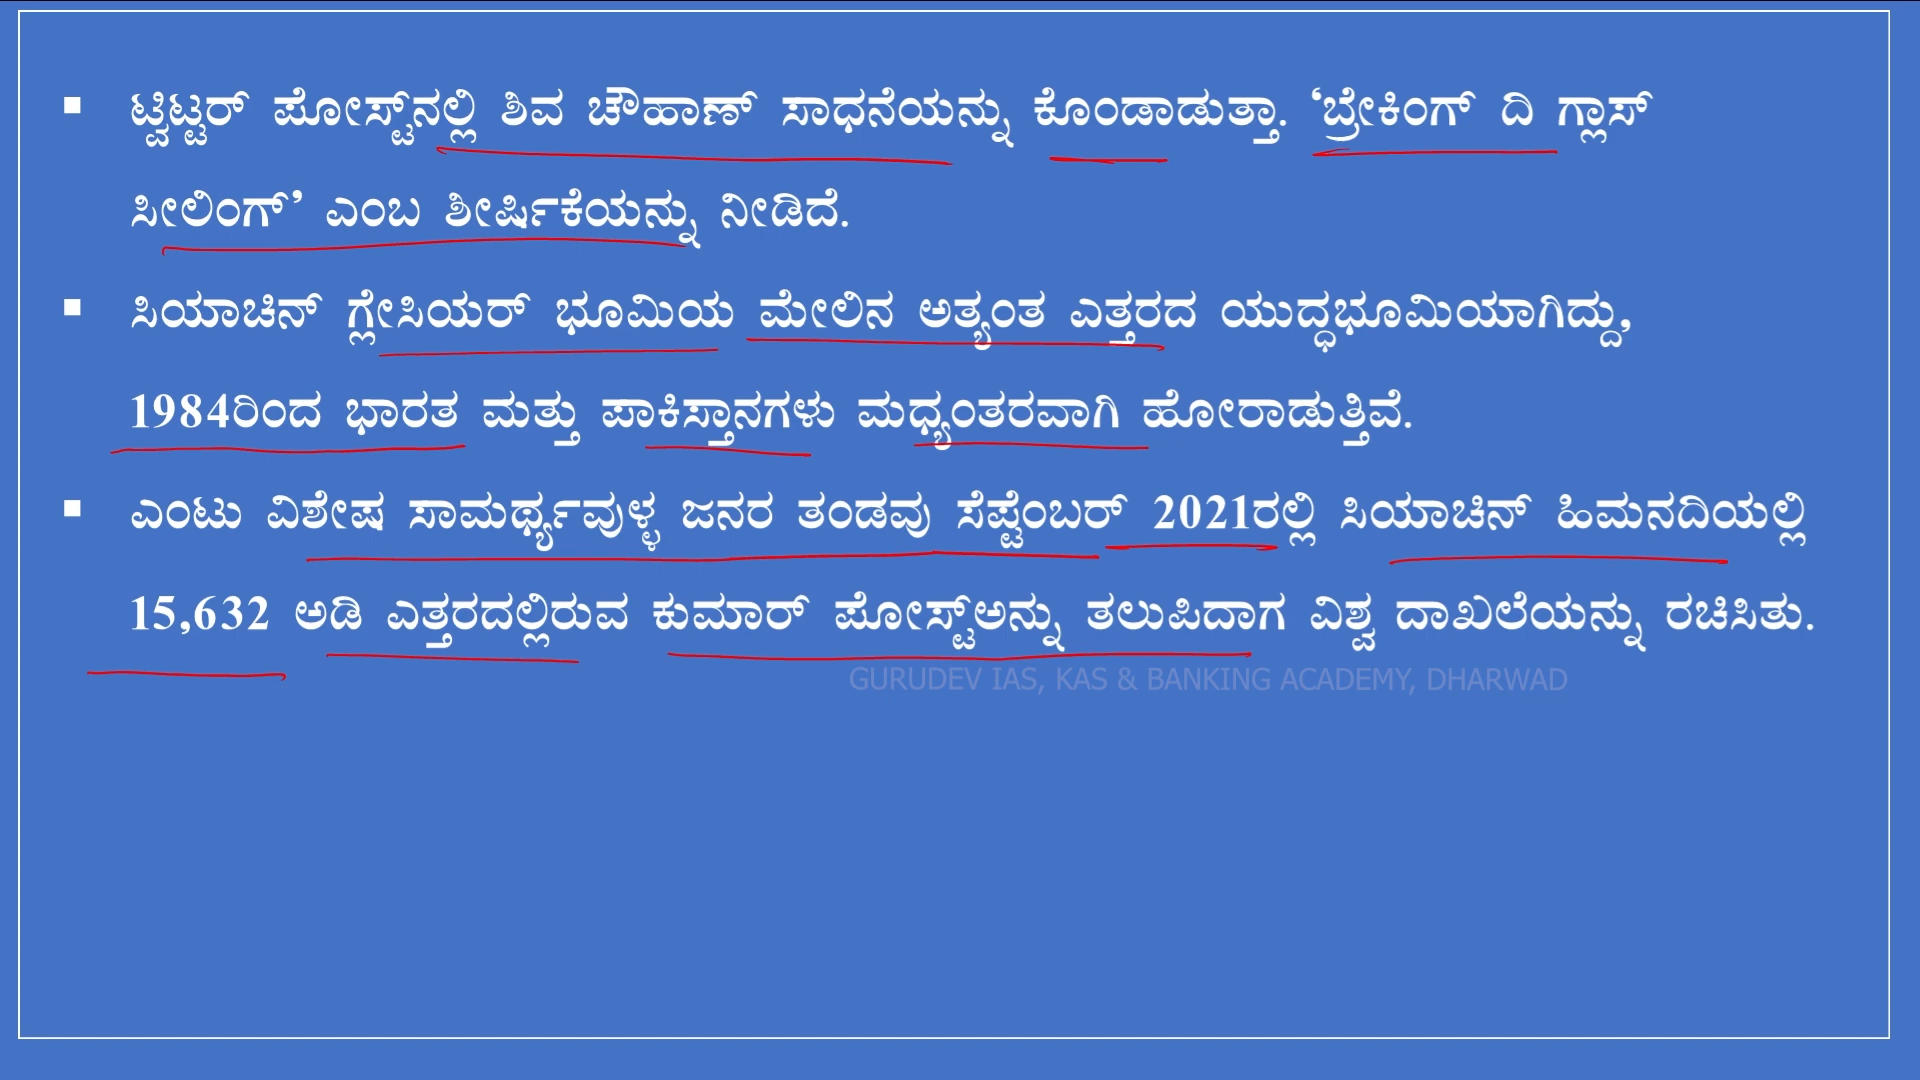 ▪ ಟ್ವಿಟ್ಟರ್ ಪೋಸ್ಟ್‌ನಲ್ಲಿ ಶಿವ ಚೌಹಾಣ್ ಸಾಧನೆಯನ್ನು ಕೊಂಡಾಡುತ್ತಾ. ‘ಬ್ರೇಕಿಂಗ್ ದಿ ಗ್ಲಾಸ್
ಸೀಲಿಂಗ್’ ಎಂಬ ಶೀರ್ಷಿಕೆಯನ್ನು ನೀಡಿದೆ.
▪ ಸಿಯಾಚಿನ್ ಗ್ಲೇಸಿಯರ್ ಭೂಮಿಯ ಮೇಲಿನ ಅತ್ಯಂತ ಎತ್ತರದ ಯುದ್ಧಭೂಮಿಯಾಗಿದ್ದು,
1984ರಿಂದ ಭಾರತ ಮತ್ತು ಪಾಕಿಸ್ತಾನಗಳು ಮಧ್ಯಂತರವಾಗಿ ಹೋರಾಡುತ್ತಿವೆ.
▪ ಎಂಟು ವಿಶೇಷ ಸಾಮರ್ಥ್ಯವುಳ್ಳ ಜನರ ತಂಡವು ಸೆಪ್ಟೆಂಬರ್ 2021ರಲ್ಲಿ ಸಿಯಾಚಿನ್ ಹಿಮನದಿಯಲ್ಲಿ
15,632 ಅಡಿ ಎತ್ತರದಲ್ಲಿರುವ ಕುಮಾರ್ ಪೋಸ್ಟ್‌ಅನ್ನು ತಲುಪಿದಾಗ ವಿಶ್ವ ದಾಖಲೆಯನ್ನು ರಚಿಸಿತು.
GURUDEV IAS, KAS & BANKING ACADEMY, DHARWAD